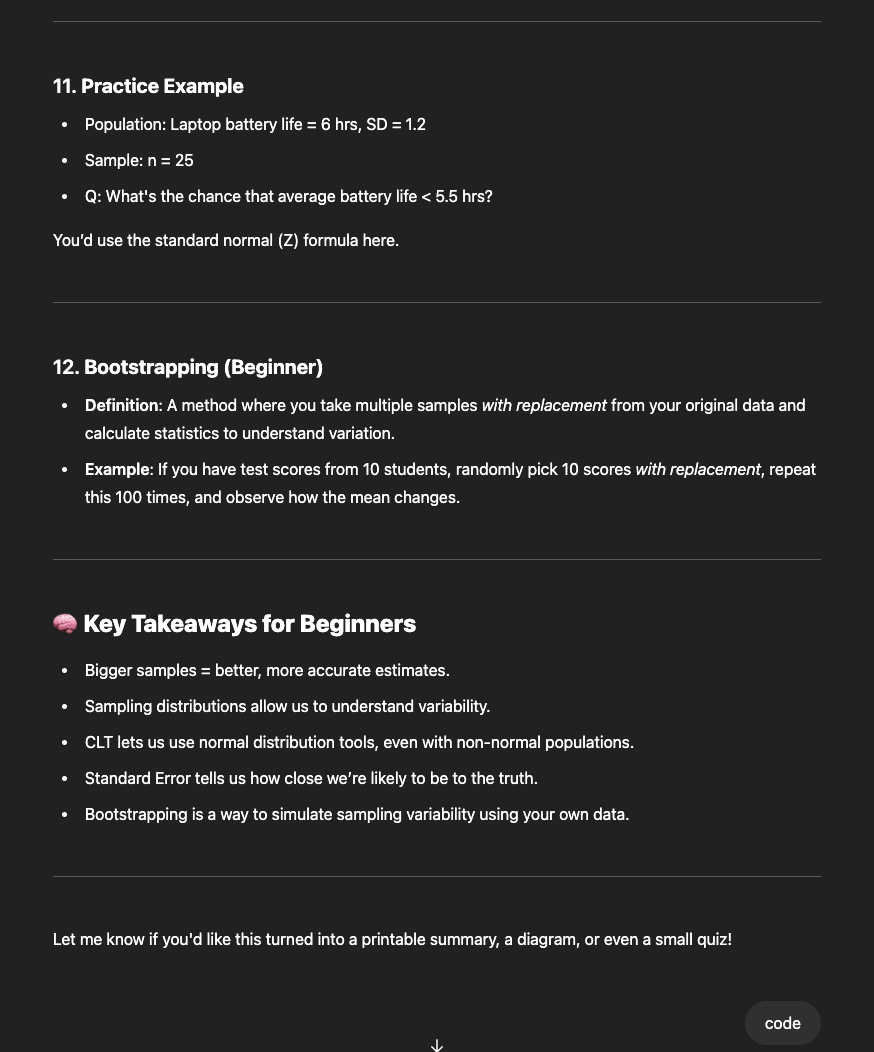 11. Practice Example
• Population: Laptop battery life = 6 hrs, SD = 1.2
• Sample: n = 25
• Q: What's the chance that average battery life < 5.5 hrs?
You’d use the standard normal (Z) formula here.
12. Bootstrapping (Beginner)
• Definition: A method where you take multiple samples with replacement from your original data and
calculate statistics to understand variation.
• Example: If you have test scores from 10 students, randomly pick 10 scores with replacement, repeat
this 100 times, and observe how the mean changes.
🧠 Key Takeaways for Beginners
• Bigger samples = better, more accurate estimates.
• Sampling distributions allow us to understand variability.
• CLT lets us use normal distribution tools, even with non-normal populations.
• Standard Error tells us how close we’re likely to be to the truth.
• Bootstrapping is a way to simulate sampling variability using your own data.
Let me know if you'd like this turned into a printable summary, a diagram, or even a small quiz!
code